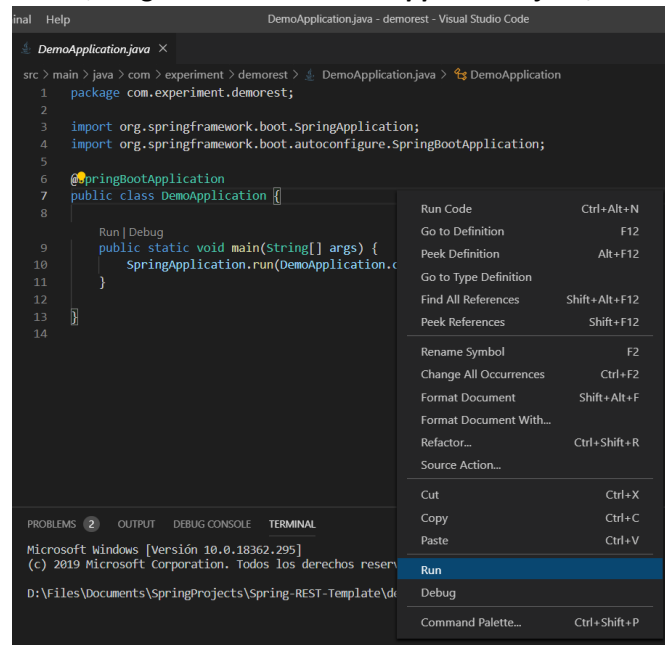 inal Help DemoApplication.java - demorest - Visual Studio Code
DemoApplication.java ×
src > main > java > com > experiment > demorest > DemoApplication.java > DemoApplication
1 package com.experiment.demorest;
2
3 import org.springframework.boot.SpringApplication;
4 import org.springframework.boot.autoconfigure.SpringBootApplication;
5
6 @SpringBootApplication
7 public class DemoApplication {
8
Run | Debug
9 public static void main(String[] args) {
10 SpringApplication.run(DemoApplication.c
11 }
12
13 }
14
Run Code Ctrl+Alt+N
Go to Definition F12
Peek Definition Alt+F12
Go to Type Definition
Find All References Shift+Alt+F12
Peek References Shift+F12
Rename Symbol F2
Change All Occurrences Ctrl+F2
Format Document Shift+Alt+F
Format Document With...
Refactor... Ctrl+Shift+R
Source Action...
Cut Ctrl+X
Copy Ctrl+C
Paste Ctrl+V
Run
Debug
Command Palette... Ctrl+Shift+P
PROBLEMS 2 OUTPUT DEBUG CONSOLE TERMINAL
Microsoft Windows [Versión 10.0.18362.295]
(c) 2019 Microsoft Corporation. Todos los derechos reserv
D:\Files\Documents\SpringProjects\Spring-REST-Template\de